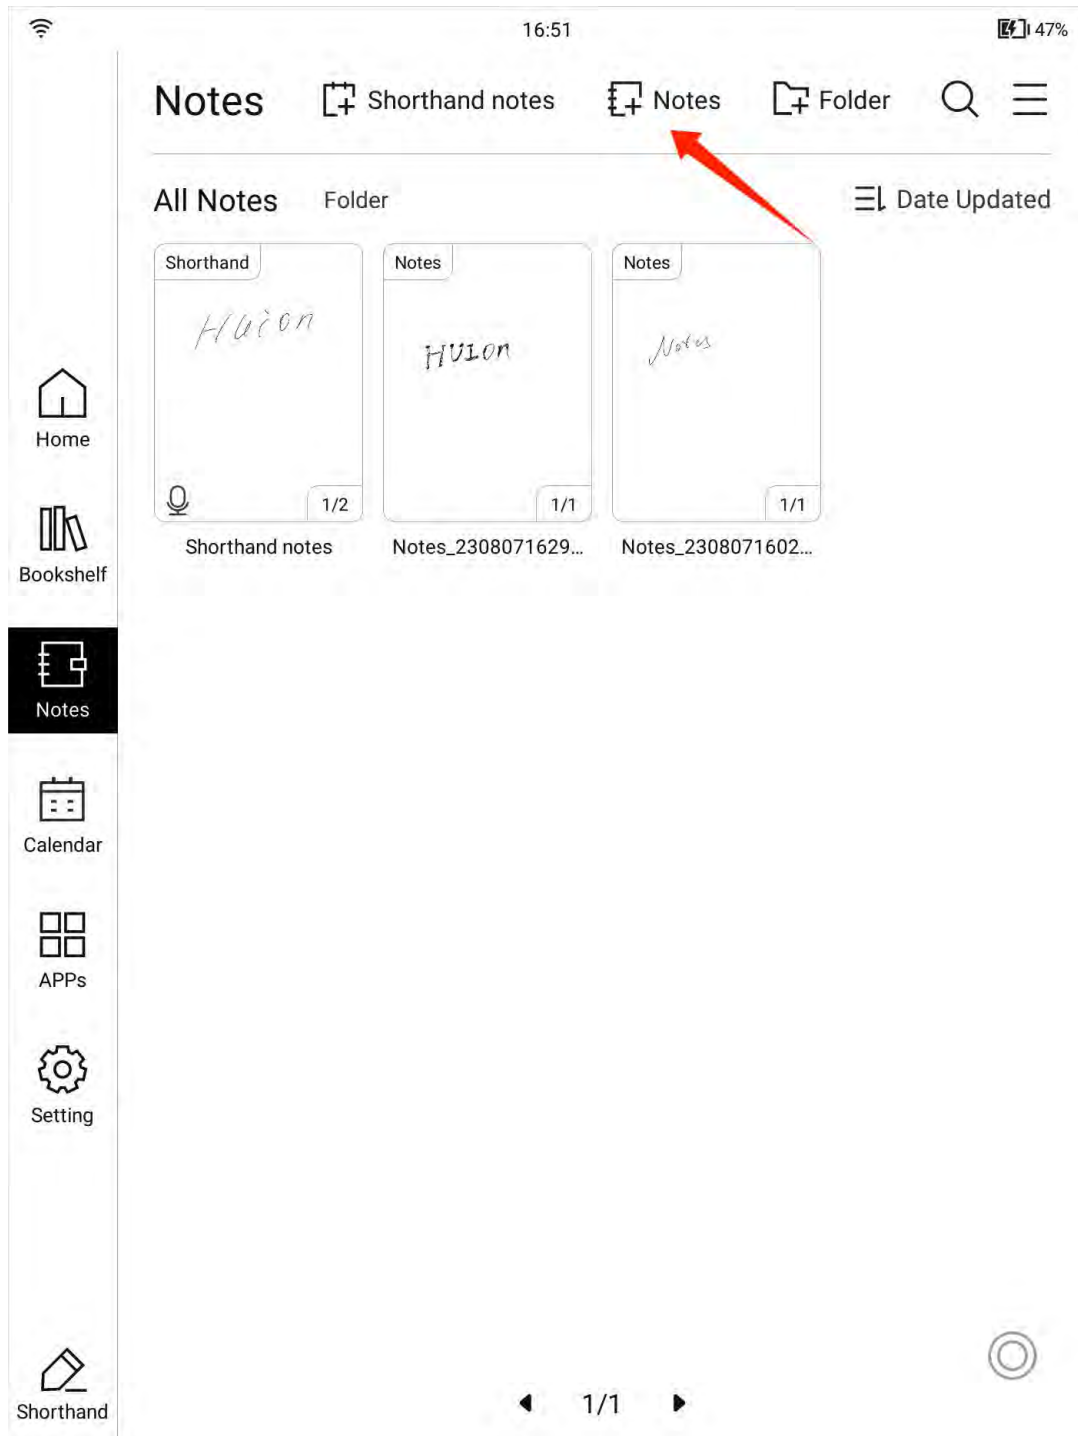 16:51
47%
Notes
Shorthand notes
Notes
Folder
All Notes
Folder
Date Updated
Shorthand
Huion
1/2
Shorthand notes
Notes
HUIon
1/1
Notes_2308071629...
Notes
Notes
1/1
Notes_2308071602...
Home
Bookshelf
Notes
Calendar
APPs
Setting
Shorthand
1/1